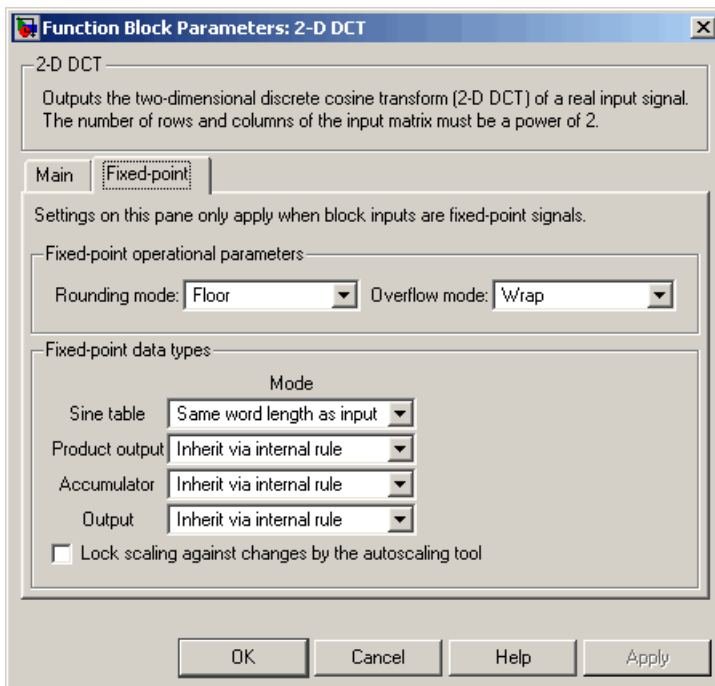 Function Block Parameters: 2-D DCT
2-D DCT
Outputs the two-dimensional discrete cosine transform (2-D DCT) of a real input signal.
The number of rows and columns of the input matrix must be a power of 2.
Main Fixed-point
Settings on this pane only apply when block inputs are fixed-point signals.
Fixed-point operational parameters
Rounding mode: Floor Overflow mode: Wrap
Fixed-point data types
Mode
Sine table Same word length as input
Product output Inherit via internal rule
Accumulator Inherit via internal rule
Output Inherit via internal rule
Lock scaling against changes by the autoscaling tool
OK Cancel Help Apply